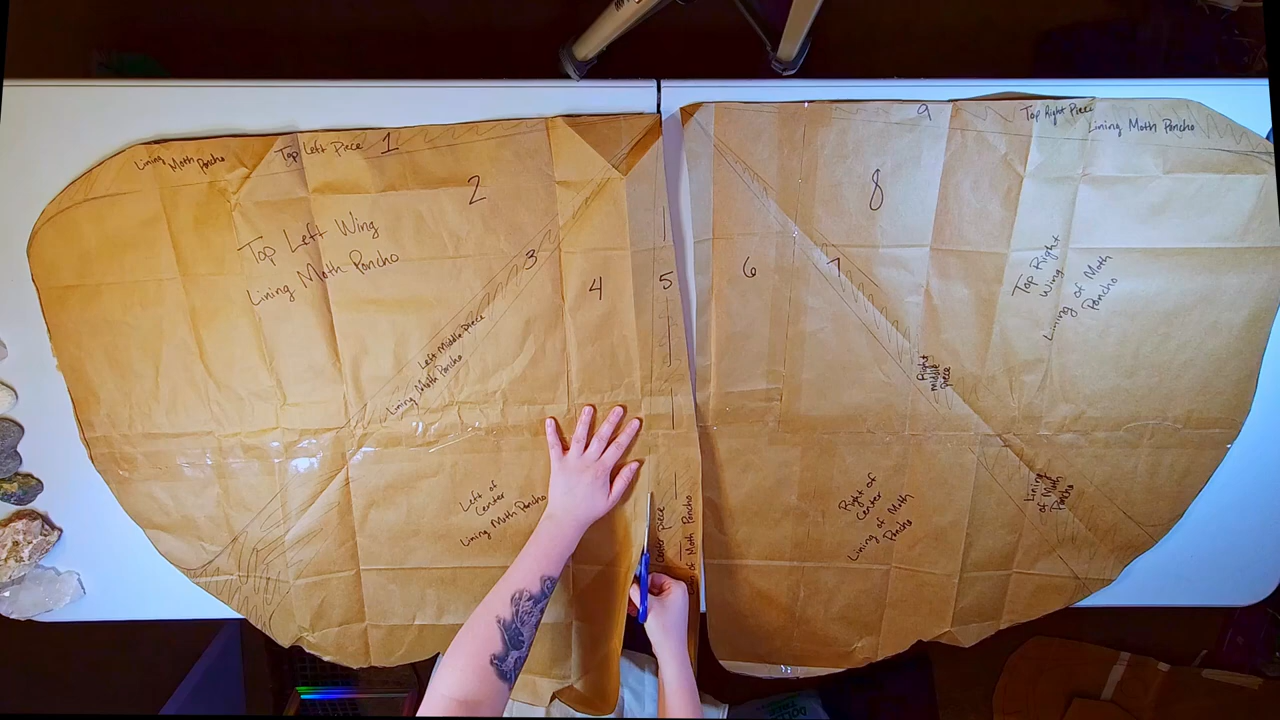 Lining
Moth Poncho
Top Left Piece
1
2
Top Left Wing
Lining Moth Poncho
3
Left Middle Piece
Lining Moth Poncho
4
Left of
Center
Lining Moth Poncho
5
Center piece
of Moth Poncho
6
7
8
9
Top Right Piece
Lining Moth Poncho
Top Right
Wing
Lining of Moth
Poncho
Right
middle
piece
Lining
of Moth
Poncho
Right of
Center
Lining of Moth
Poncho